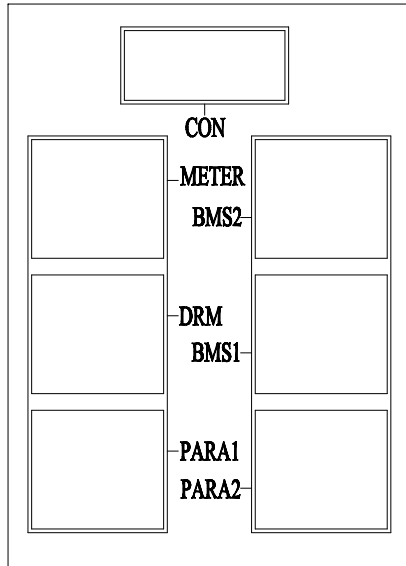 CON
METER
BMS2
DRM
BMS1
PARA1
PARA2